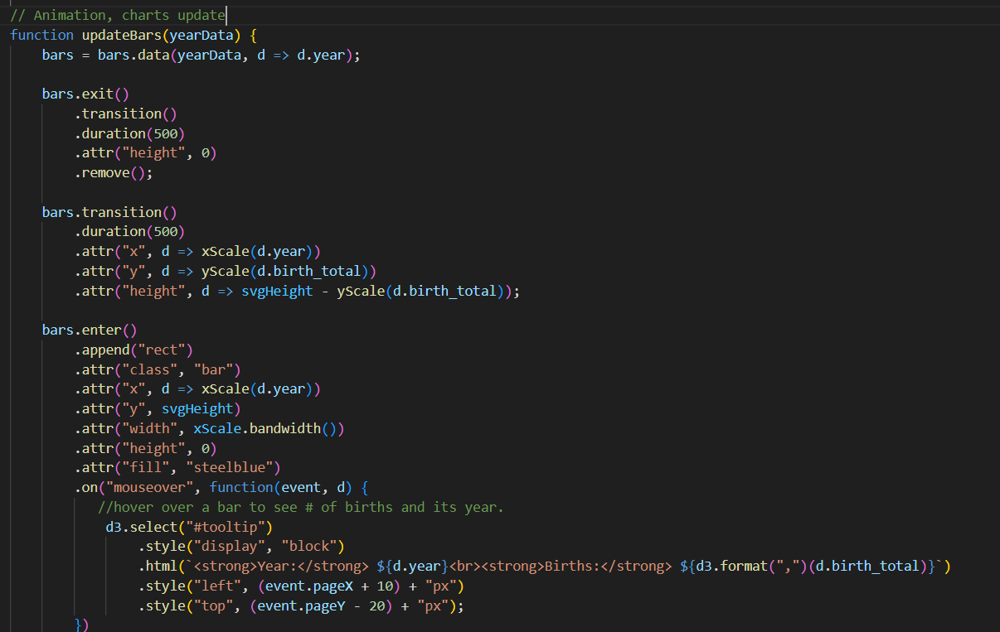 // Animation, charts update
function updateBars(yearData) {
    bars = bars.data(yearData, d => d.year);

    bars.exit()
        .transition()
        .duration(500)
        .attr("height", 0)
        .remove();

    bars.transition()
        .duration(500)
        .attr("x", d => xScale(d.year))
        .attr("y", d => yScale(d.birth_total))
        .attr("height", d => svgHeight - yScale(d.birth_total));

    bars.enter()
        .append("rect")
        .attr("class", "bar")
        .attr("x", d => xScale(d.year))
        .attr("y", svgHeight)
        .attr("width", xScale.bandwidth())
        .attr("height", 0)
        .attr("fill", "steelblue")
        .on("mouseover", function(event, d) {
           //hover over a bar to see # of births and its year.
            d3.select("#tooltip")
                .style("display", "block")
                .html(`<strong>Year:</strong> ${d.year}<br><strong>Births:</strong> ${d3.format(",")(d.birth_total)}`)
                .style("left", (event.pageX + 10) + "px")
                .style("top", (event.pageY - 20) + "px");
        })